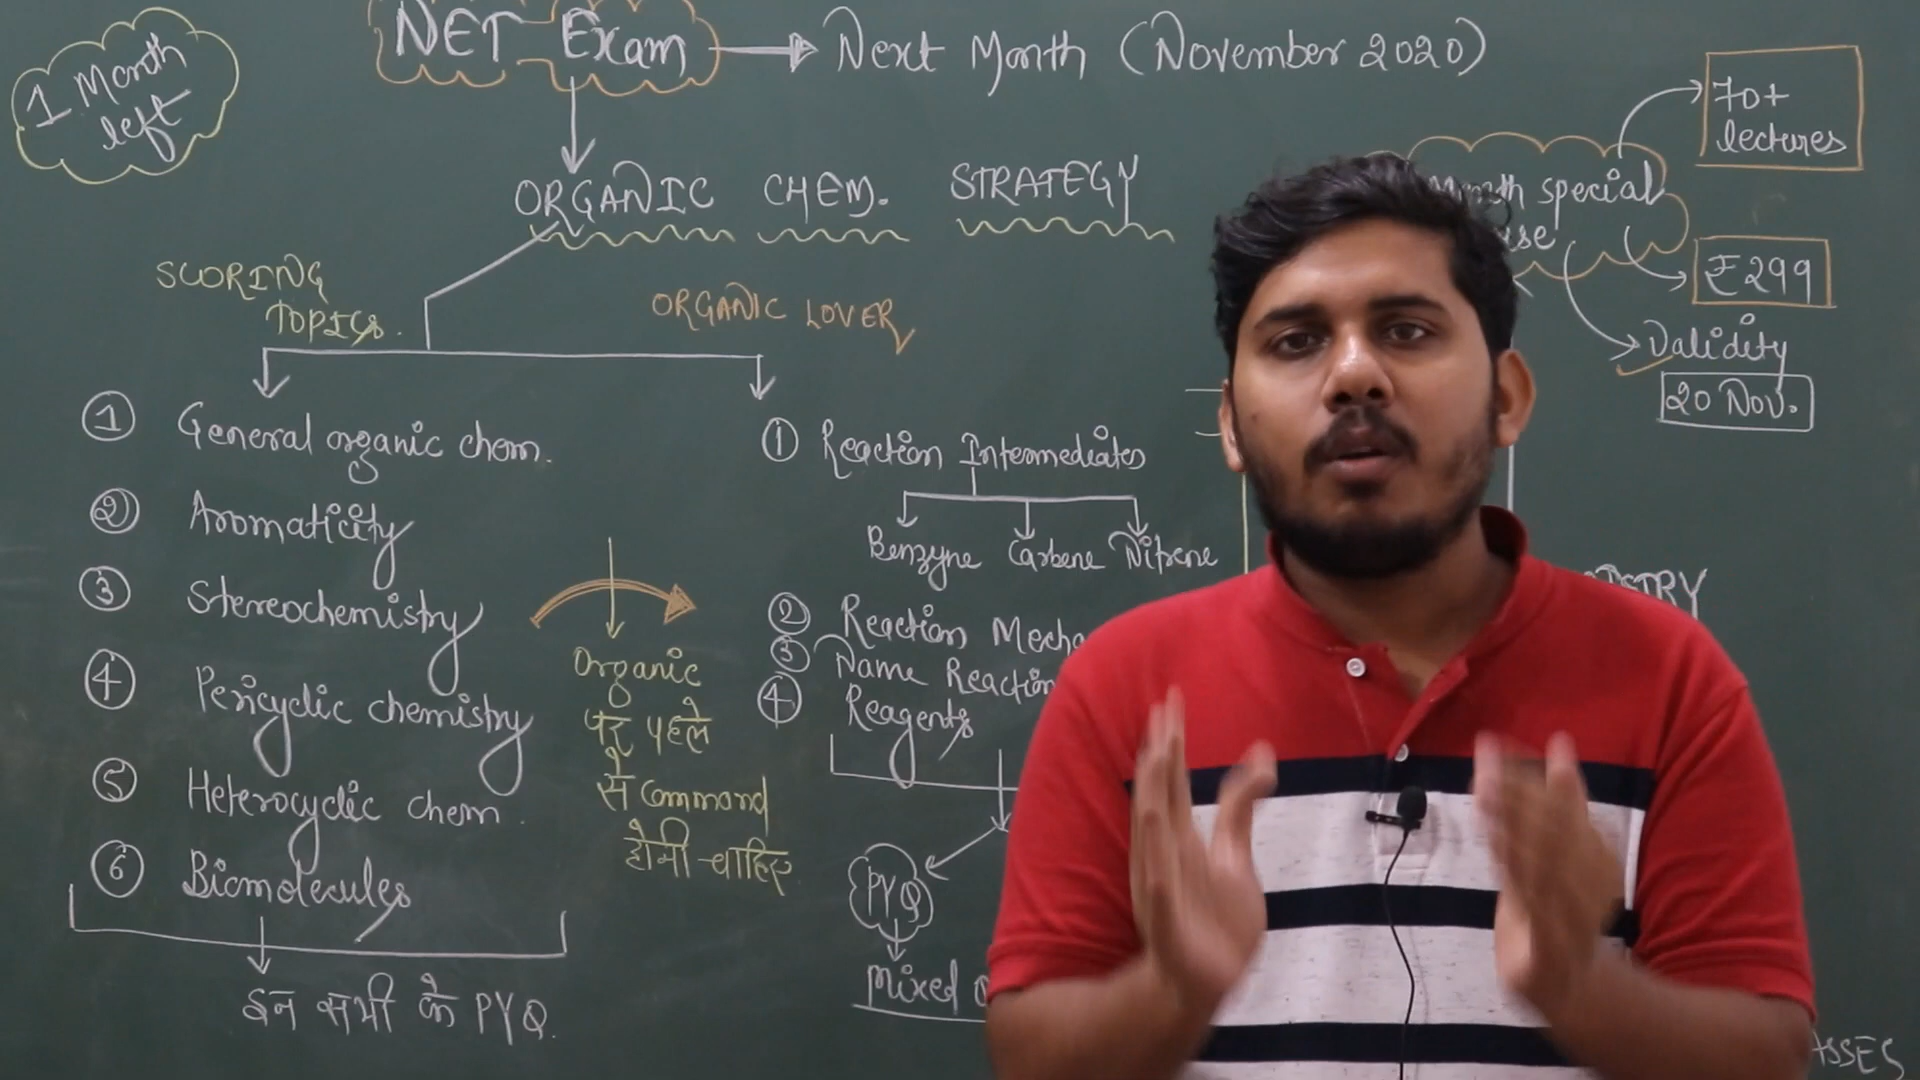 1 Month
left
NET Exam → Next Month (November 2020)
ORGANIC CHEM. STRATEGY
70+
lectures
Month special
₹299
Validity
20 Nov.
SCORING
TOPICS.
ORGANIC LOVER
① General organic chem.
② Aromaticity
③ Stereochemistry
④ Pericyclic chemistry
⑤ Heterocyclic chem.
⑥ Biomolecules
इन सभी के PYQ.
Organic
पर पहले
से Command
होनी चाहिए
① Reaction Intermediates
Benzyne Carbene Nitrene
② Reaction Mecha
③ Name Reaction
④ Reagents
PYQ
Mixed
ISTRY
ASSES